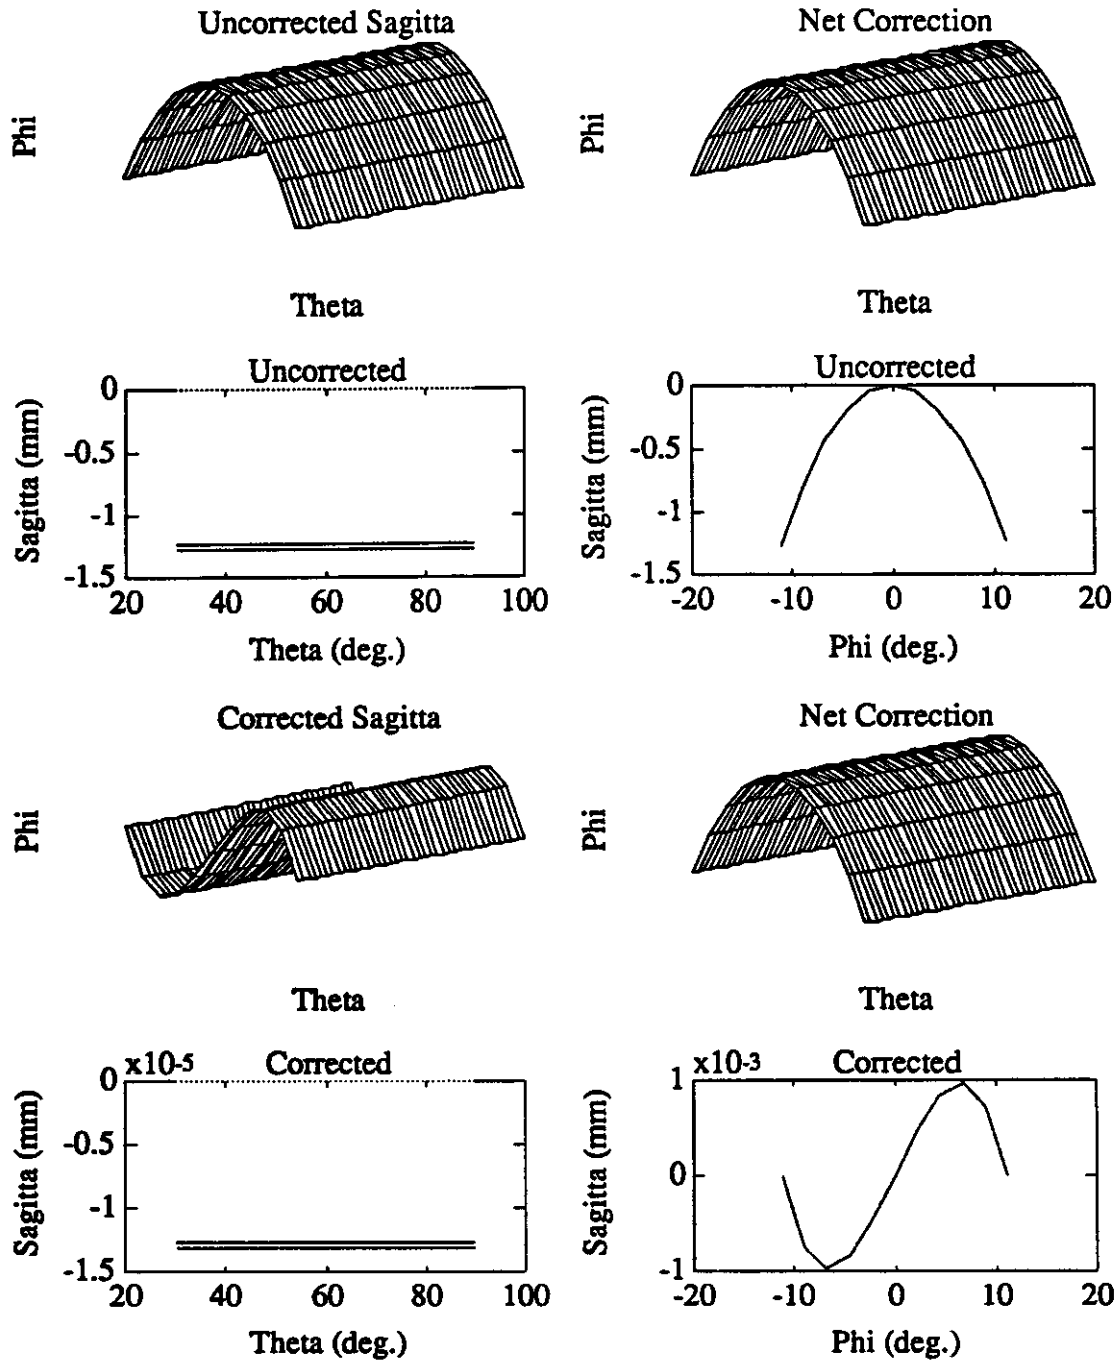 Uncorrected Sagitta
Net Correction
Phi
Phi
Theta
Theta
Uncorrected
Uncorrected
Sagitta (mm)
0
-0.5
-1
-1.5
20 40 60 80 100
Theta (deg.)
Sagitta (mm)
0
-0.5
-1
-1.5
-20 -10 0 10 20
Phi (deg.)
Corrected Sagitta
Net Correction
Phi
Phi
Theta
Theta
x10-5 Corrected
Sagitta (mm)
0
-0.5
-1
-1.5
20 40 60 80 100
Theta (deg.)
x10-3 Corrected
Sagitta (mm)
1
0
-1
-20 -10 0 10 20
Phi (deg.)